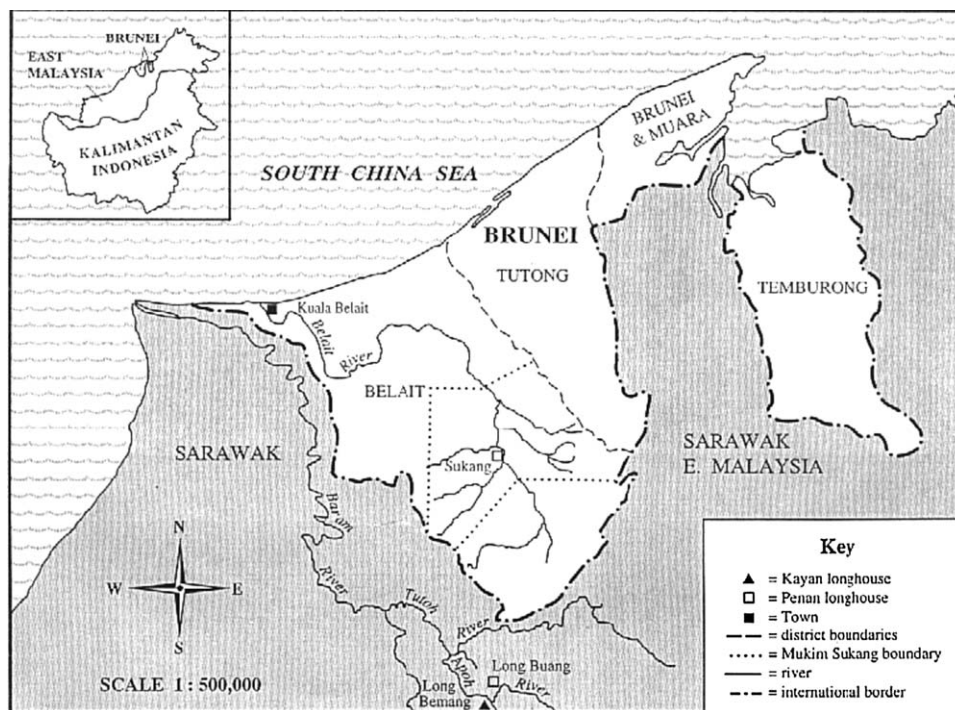 BRUNEI
EAST
MALAYSIA
KALIMANTAN
INDONESIA
SOUTH CHINA SEA
BRUNEI
& MUARA
BRUNEI
TUTONG
TEMBURONG
Kuala Belait
Belait
River
BELAIT
SARAWAK
Sukang
SARAWAK
E. MALAYSIA
Baram
River
Tutoh
River
Apoh
River
Long Buang
Long
Bemang
N
W
E
S
SCALE 1 : 500,000
Key
= Kayan longhouse
= Penan longhouse
= Town
= district boundaries
= Mukim Sukang boundary
= river
= international border